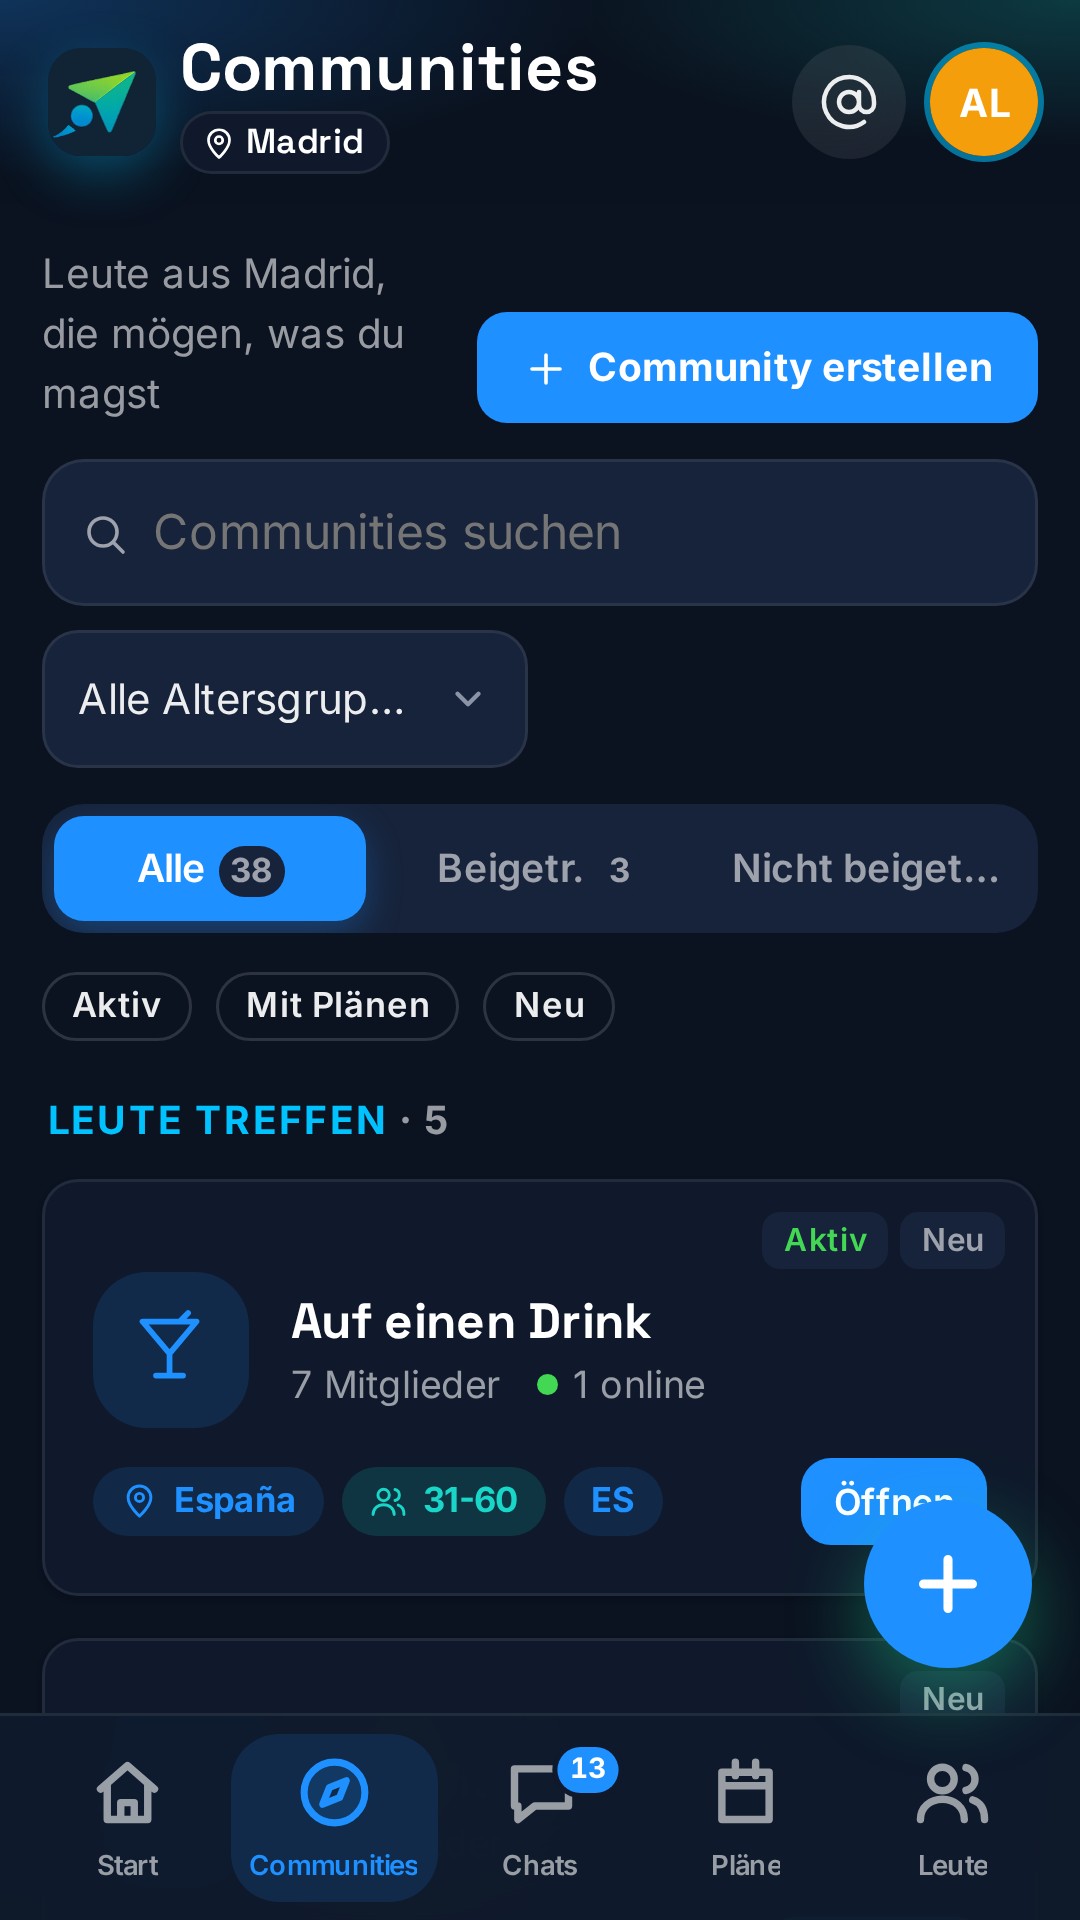 Communities
Madrid
@
AL
Leute aus Madrid,
die mögen, was du
magst
+ Community erstellen
Communities suchen
Alle Altersgrup...
Alle 38
Beigetr. 3
Nicht beiget...
Aktiv
Mit Plänen
Neu
LEUTE TREFFEN · 5
Aktiv
Neu
Auf einen Drink
7 Mitglieder
1 online
España
31-60
ES
Öffnen
Neu
13
Start
Communities
Chats
Pläne
Leute